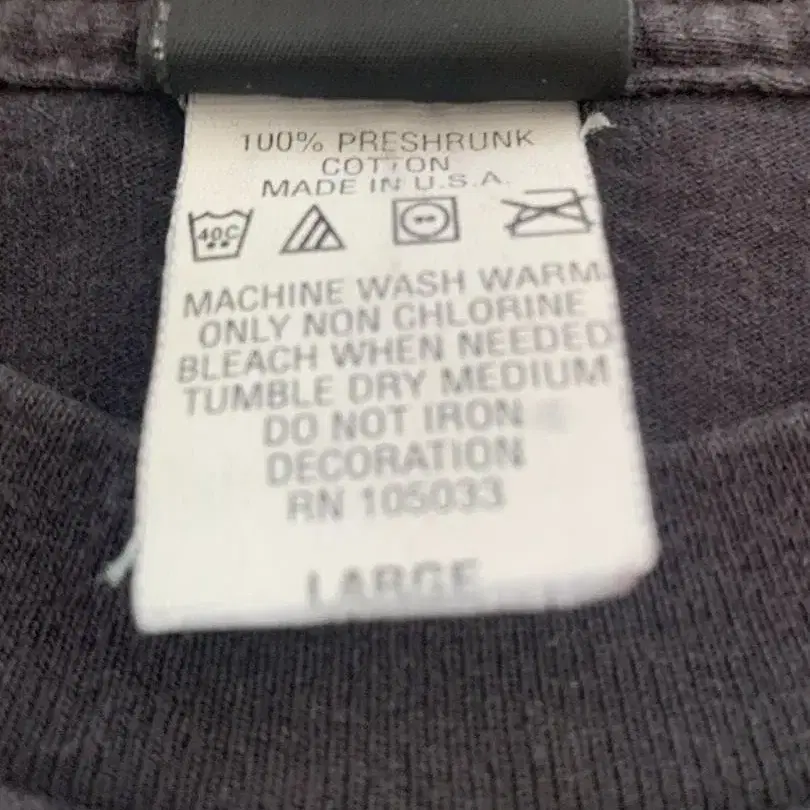 100% PRESHRUNK
COTTON
MADE IN U.S.A.
40C
MACHINE WASH WARM
ONLY NON CHLORINE
BLEACH WHEN NEEDED
TUMBLE DRY MEDIUM
DO NOT IRON
DECORATION
RN 105033
LARGE